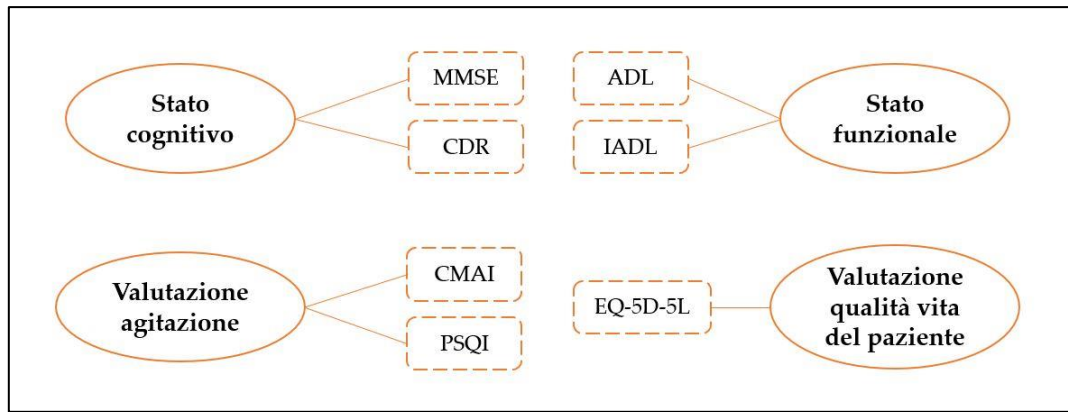 Stato
cognitivo
MMSE
CDR
ADL
IADL
Stato
funzionale
Valutazione
agitazione
CMAI
PSQI
EQ-5D-5L
Valutazione
qualità vita
del paziente